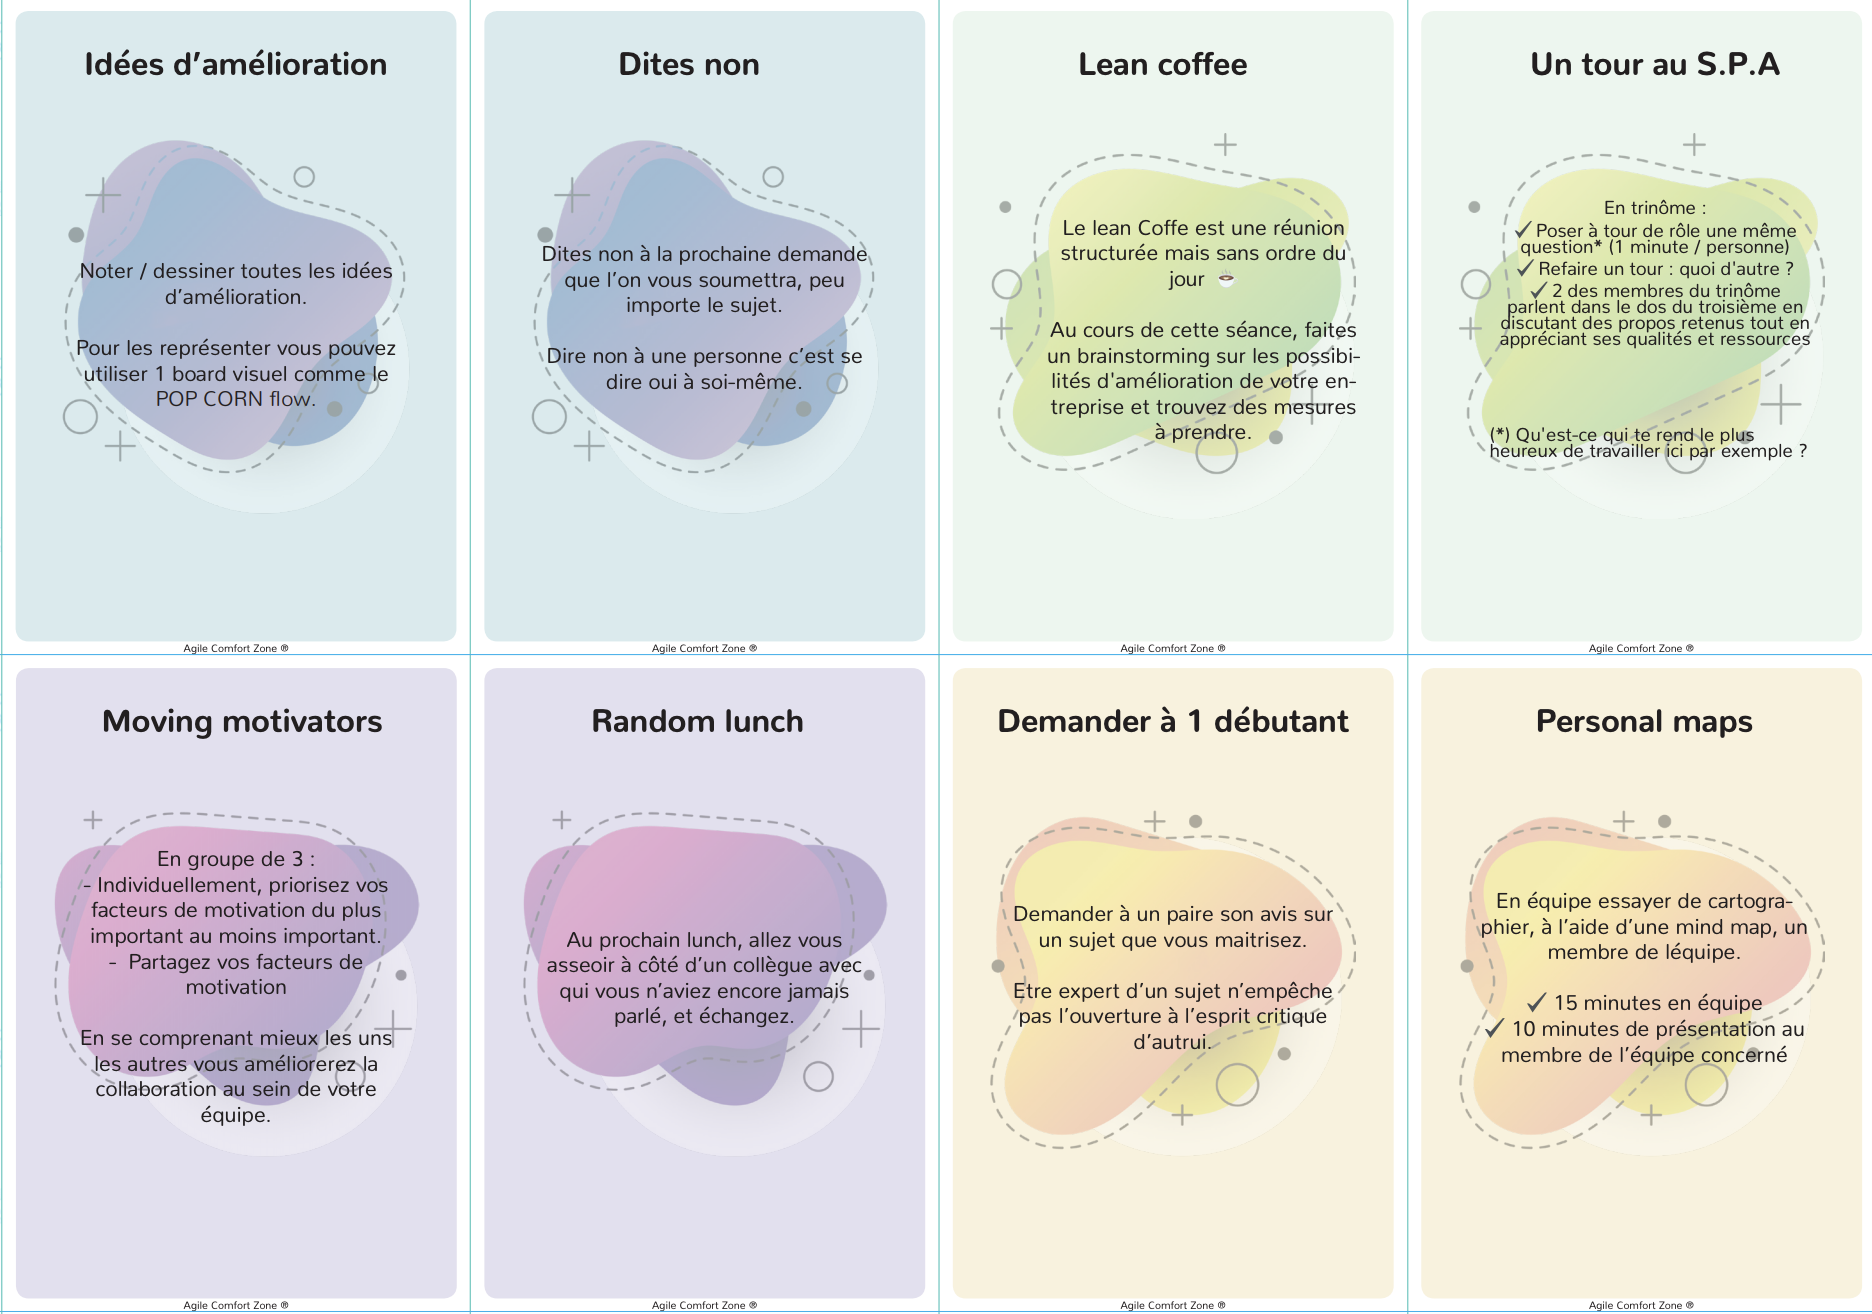 Idées d’amélioration
Noter / dessiner toutes les idées
d’amélioration.
Pour les représenter vous pouvez
utiliser 1 board visuel comme le
POP CORN flow.
Agile Comfort Zone ®
Dites non
Dites non à la prochaine demande
que l’on vous soumettra, peu
importe le sujet.
Dire non à une personne c’est se
dire oui à soi-même.
Agile Comfort Zone ®
Lean coffee
Le lean Coffe est une réunion
structurée mais sans ordre du
jour ☕
Au cours de cette séance, faites
un brainstorming sur les possibi-
lités d'amélioration de votre en-
treprise et trouvez des mesures
à prendre.
Agile Comfort Zone ®
Un tour au S.P.A
En trinôme :
✓ Poser à tour de rôle une même
question* (1 minute / personne)
✓ Refaire un tour : quoi d'autre ?
✓ 2 des membres du trinôme
parlent dans le dos du troisième en
discutant des propos retenus tout en
appréciant ses qualités et ressources
(*) Qu'est-ce qui te rend le plus
heureux de travailler ici par exemple ?
Agile Comfort Zone ®
Moving motivators
En groupe de 3 :
- Individuellement, priorisez vos
facteurs de motivation du plus
important au moins important.
- Partagez vos facteurs de
motivation
En se comprenant mieux les uns
les autres vous améliorerez la
collaboration au sein de votre
équipe.
Agile Comfort Zone ®
Random lunch
Au prochain lunch, allez vous
asseoir à côté d’un collègue avec
qui vous n’aviez encore jamais
parlé, et échangez.
Agile Comfort Zone ®
Demander à 1 débutant
Demander à un paire son avis sur
un sujet que vous maitrisez.
Etre expert d’un sujet n’empêche
pas l’ouverture à l’esprit critique
d’autrui.
Agile Comfort Zone ®
Personal maps
En équipe essayer de cartogra-
phier, à l’aide d’une mind map, un
membre de léquipe.
✓ 15 minutes en équipe
✓ 10 minutes de présentation au
membre de l’équipe concerné
Agile Comfort Zone ®